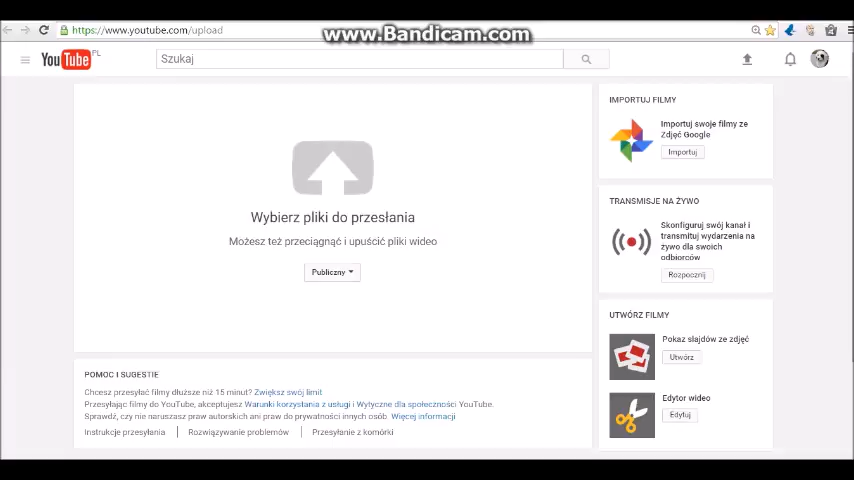 https://www.youtube.com/upload
www.Bandicam.com
YouTube PL
Szukaj
Wybierz pliki do przesłania
Możesz też przeciągnąć i upuścić pliki wideo
Publiczny
POMOC I SUGESTIE
Chcesz przesyłać filmy dłuższe niż 15 minut? Zwiększ swój limit
Przesyłając filmy do YouTube, akceptujesz Warunki korzystania z usługi i Wytyczne dla społeczności YouTube.
Sprawdź, czy nie naruszasz praw autorskich ani praw do prywatności innych osób. Więcej informacji
Instrukcje przesyłania
Rozwiązywanie problemów
Przesyłanie z komórki
IMPORTUJ FILMY
Importuj swoje filmy ze
Zdjęć Google
Importuj
TRANSMISJE NA ŻYWO
Skonfiguruj swój kanał i
transmituj wydarzenia na
żywo dla swoich
odbiorców
Rozpocznij
UTWÓRZ FILMY
Pokaz slajdów ze zdjęć
Utwórz
Edytor wideo
Edytuj